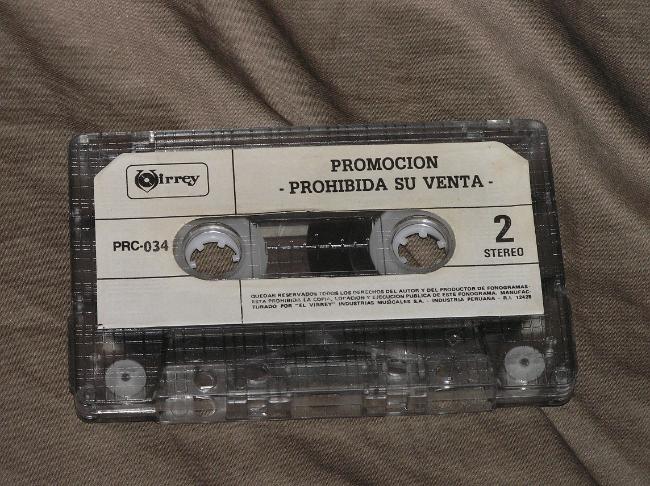 Virrey
PROMOCION
- PROHIBIDA SU VENTA -
PRC-034
2
STEREO
QUEDAN RESERVADOS TODOS LOS DERECHOS DEL AUTOR Y DEL PRODUCTOR DE FONOGRAMAS-
ESTA PROHIBIDA LA COPIA, LOCACION Y EJECUCION PUBLICA DE ESTE FONOGRAMA, MANUFAC-
TURADO POR "EL VIRREY" INDUSTRIAS MUSICALES S.A. - INDUSTRIA PERUANA - R.I. 12428